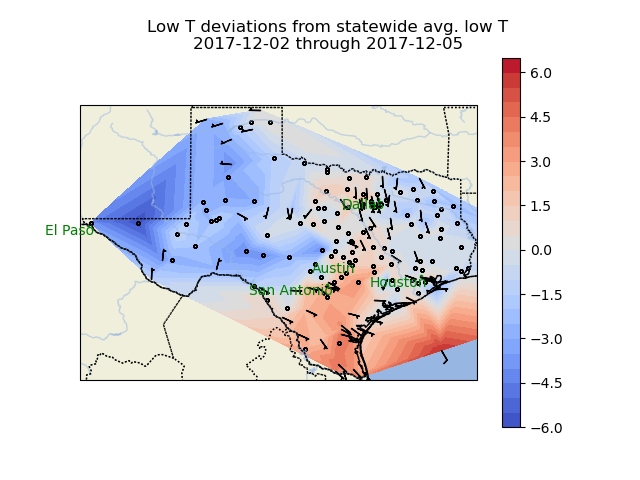 Low T deviations from statewide avg. low T
2017-12-02 through 2017-12-05
6.0
4.5
3.0
1.5
0.0
−1.5
−3.0
−4.5
−6.0
Dallas
El Paso
Austin
San Antonio
Houston